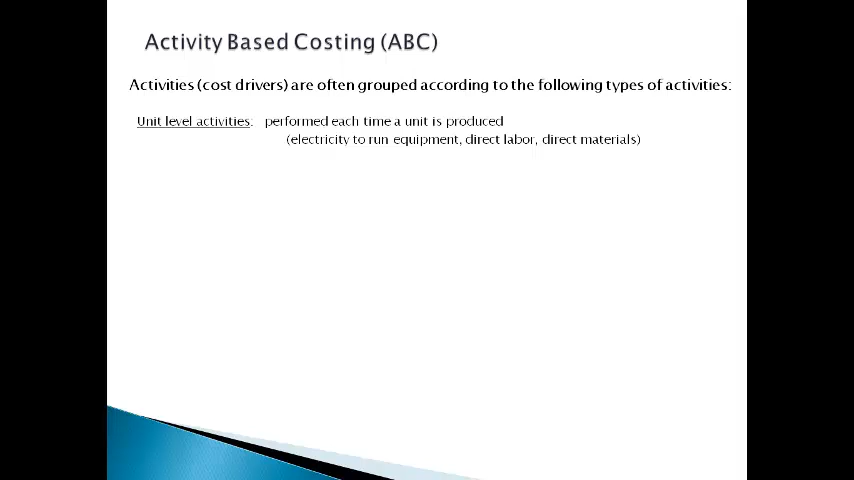 Activity Based Costing (ABC)
Activities (cost drivers) are often grouped according to the following types of activities:
Unit level activities: performed each time a unit is produced
(electricity to run equipment, direct labor, direct materials)